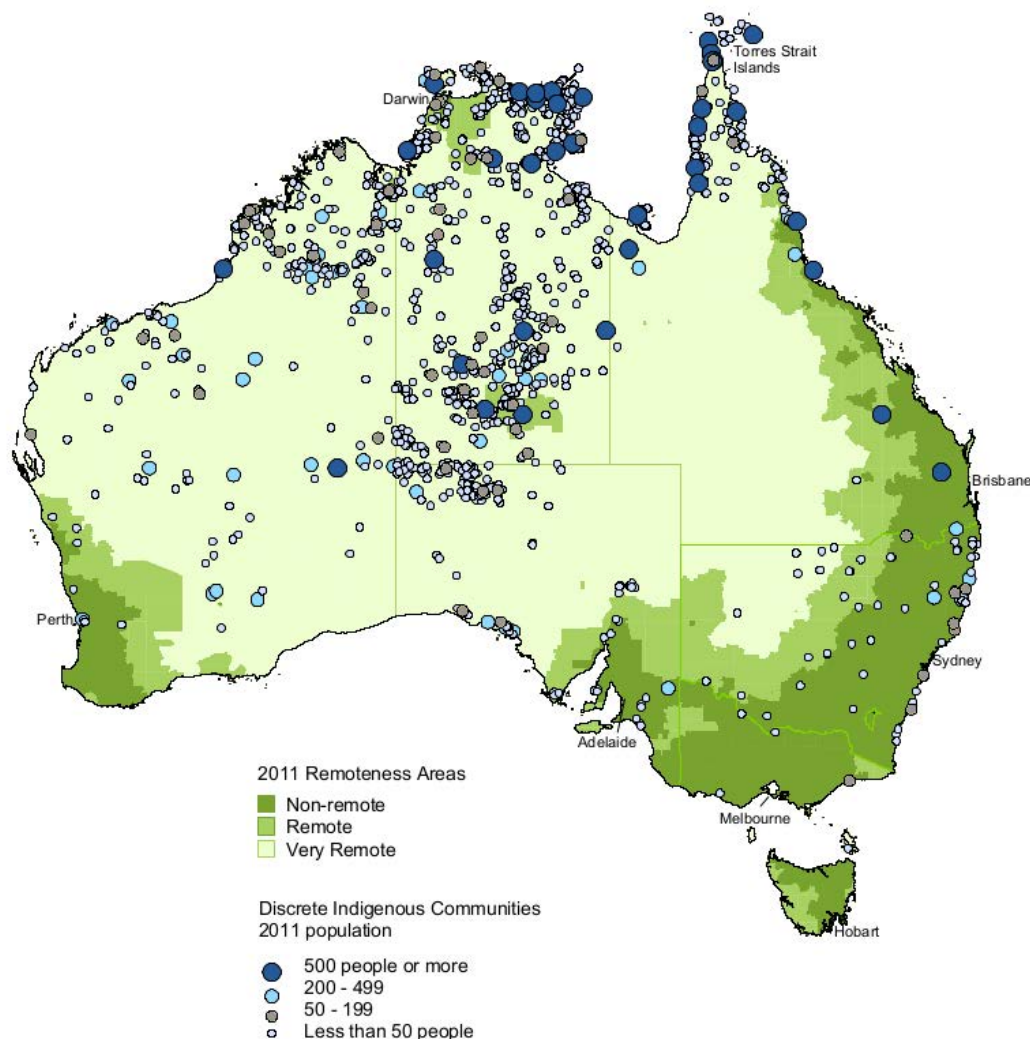 Torres Strait
Islands
Darwin
Brisbane
Perth
Sydney
Adelaide
Melbourne
Hobart
2011 Remoteness Areas
Non-remote
Remote
Very Remote
Discrete Indigenous Communities
2011 population
500 people or more
200 - 499
50 - 199
Less than 50 people